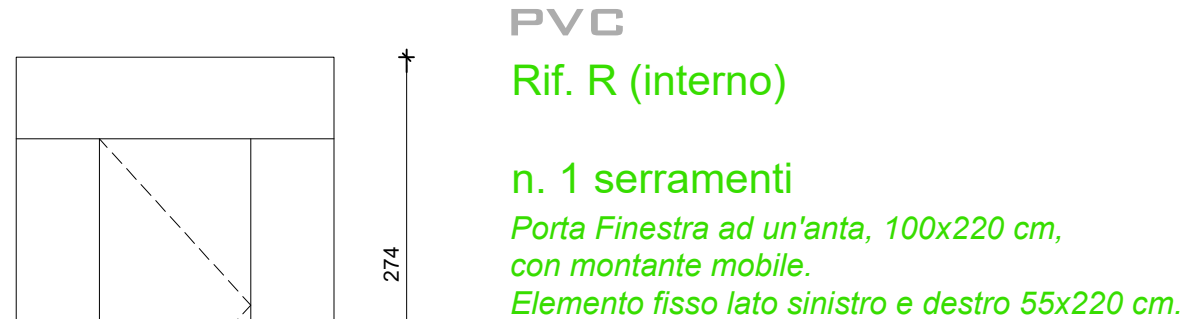 PVC
Rif. R (interno)
n. 1 serramenti
Porta Finestra ad un'anta, 100x220 cm,
con montante mobile.
Elemento fisso lato sinistro e destro 55x220 cm.
274